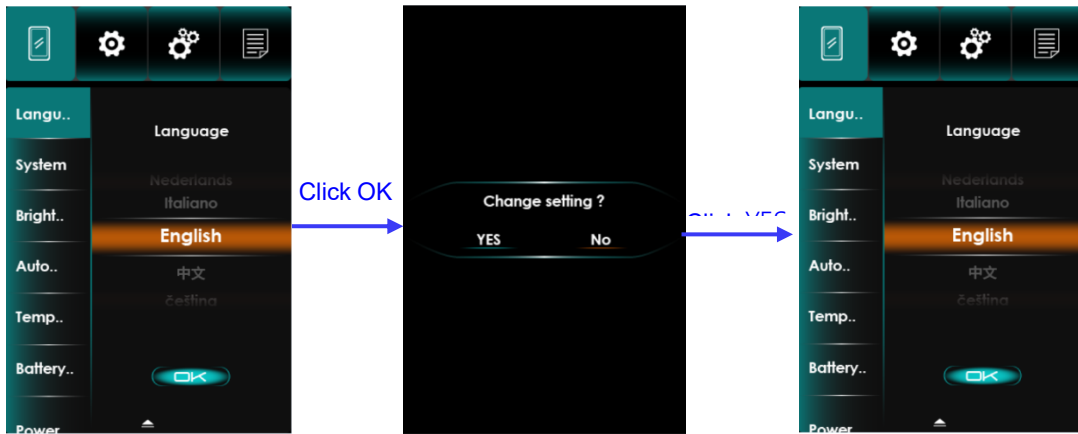 Langu..
Language
System
Nederlands
Italiano
Bright..
English
Auto..
中文
čeština
Temp..
Battery..
OK
Power
Click OK
Change setting ?
YES No
Langu..
Language
System
Nederlands
Italiano
Bright..
English
Auto..
中文
čeština
Temp..
Battery..
OK
Power